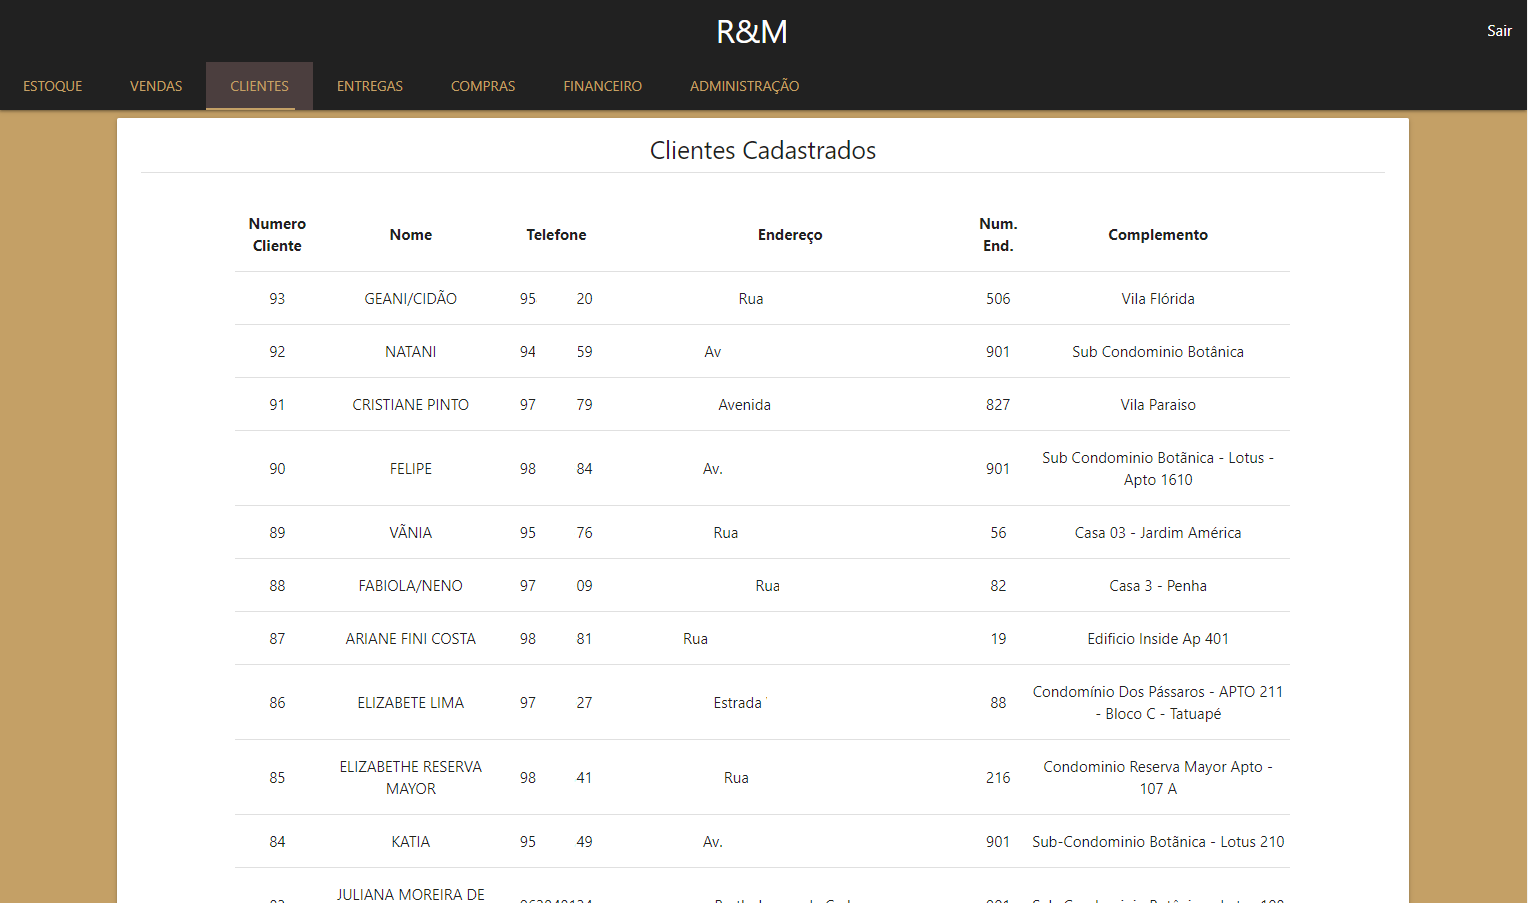 R&M
Sair
ESTOQUE VENDAS CLIENTES ENTREGAS COMPRAS FINANCEIRO ADMINISTRAÇÃO
Clientes Cadastrados
Numero Cliente Nome Telefone Endereço Num. End. Complemento
93 GEANI/CIDÃO 95 20 Rua 506 Vila Flórida
92 NATANI 94 59 Av 901 Sub Condominio Botânica
91 CRISTIANE PINTO 97 79 Avenida 827 Vila Paraiso
90 FELIPE 98 84 Av. 901 Sub Condominio Botânica - Lotus - Apto 1610
89 VÂNIA 95 76 Rua 56 Casa 03 - Jardim América
88 FABIOLA/NENO 97 09 Rua 82 Casa 3 - Penha
87 ARIANE FINI COSTA 98 81 Rua 19 Edificio Inside Ap 401
86 ELIZABETE LIMA 97 27 Estrada 88 Condomínio Dos Pássaros - APTO 211 - Bloco C - Tatuapé
85 ELIZABETHE RESERVA MAYOR 98 41 Rua 216 Condominio Reserva Mayor Apto - 107 A
84 KATIA 95 49 Av. 901 Sub-Condominio Botânica - Lotus 210
JULIANA MOREIRA DE